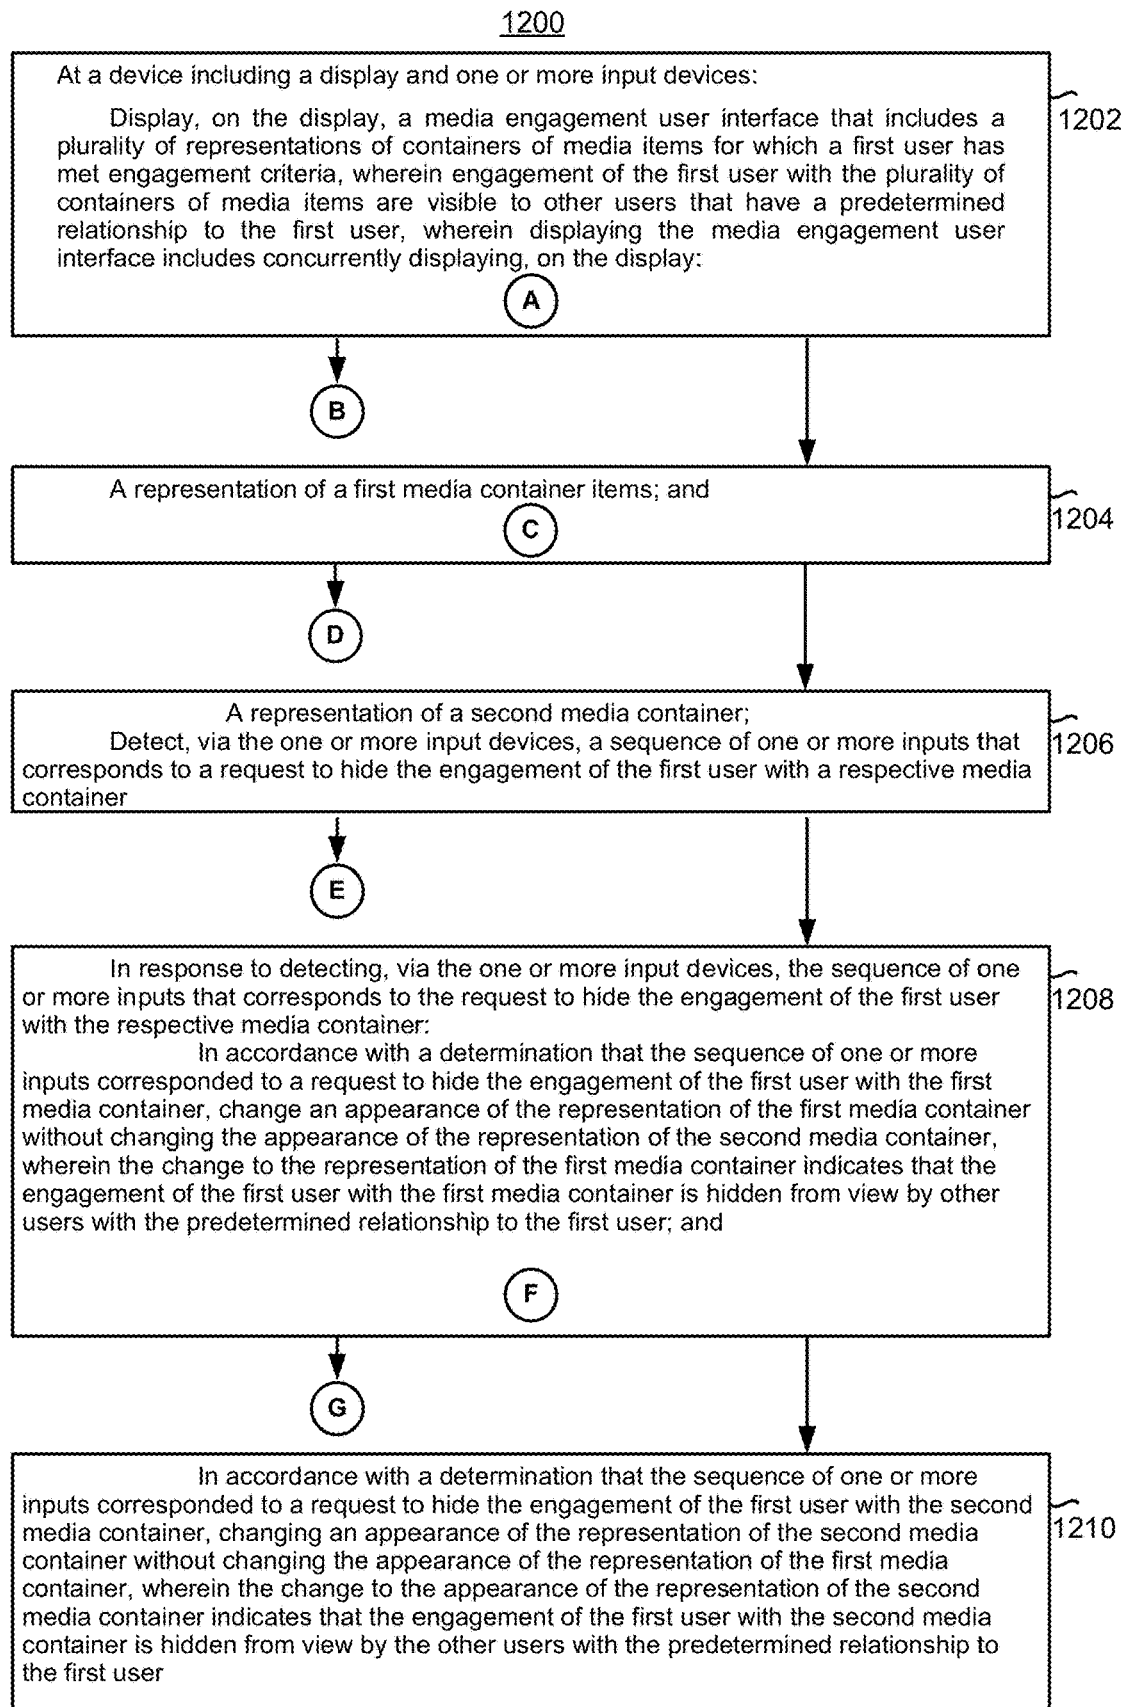 1200
At a device including a display and one or more input devices:
Display, on the display, a media engagement user interface that includes a
plurality of representations of containers of media items for which a first user has
met engagement criteria, wherein engagement of the first user with the plurality of
containers of media items are visible to other users that have a predetermined
relationship to the first user, wherein displaying the media engagement user
interface includes concurrently displaying, on the display:
A
1202
B
A representation of a first media container items; and
C
1204
D
A representation of a second media container;
Detect, via the one or more input devices, a sequence of one or more inputs that
corresponds to a request to hide the engagement of the first user with a respective media
container
1206
E
In response to detecting, via the one or more input devices, the sequence of one
or more inputs that corresponds to the request to hide the engagement of the first user
with the respective media container:
In accordance with a determination that the sequence of one or more
inputs corresponded to a request to hide the engagement of the first user with the first
media container, change an appearance of the representation of the first media container
without changing the appearance of the representation of the second media container,
wherein the change to the representation of the first media container indicates that the
engagement of the first user with the first media container is hidden from view by other
users with the predetermined relationship to the first user; and
F
1208
G
In accordance with a determination that the sequence of one or more
inputs corresponded to a request to hide the engagement of the first user with the second
media container, changing an appearance of the representation of the second media
container without changing the appearance of the representation of the first media
container, wherein the change to the appearance of the representation of the second
media container indicates that the engagement of the first user with the second media
container is hidden from view by the other users with the predetermined relationship to
the first user
1210